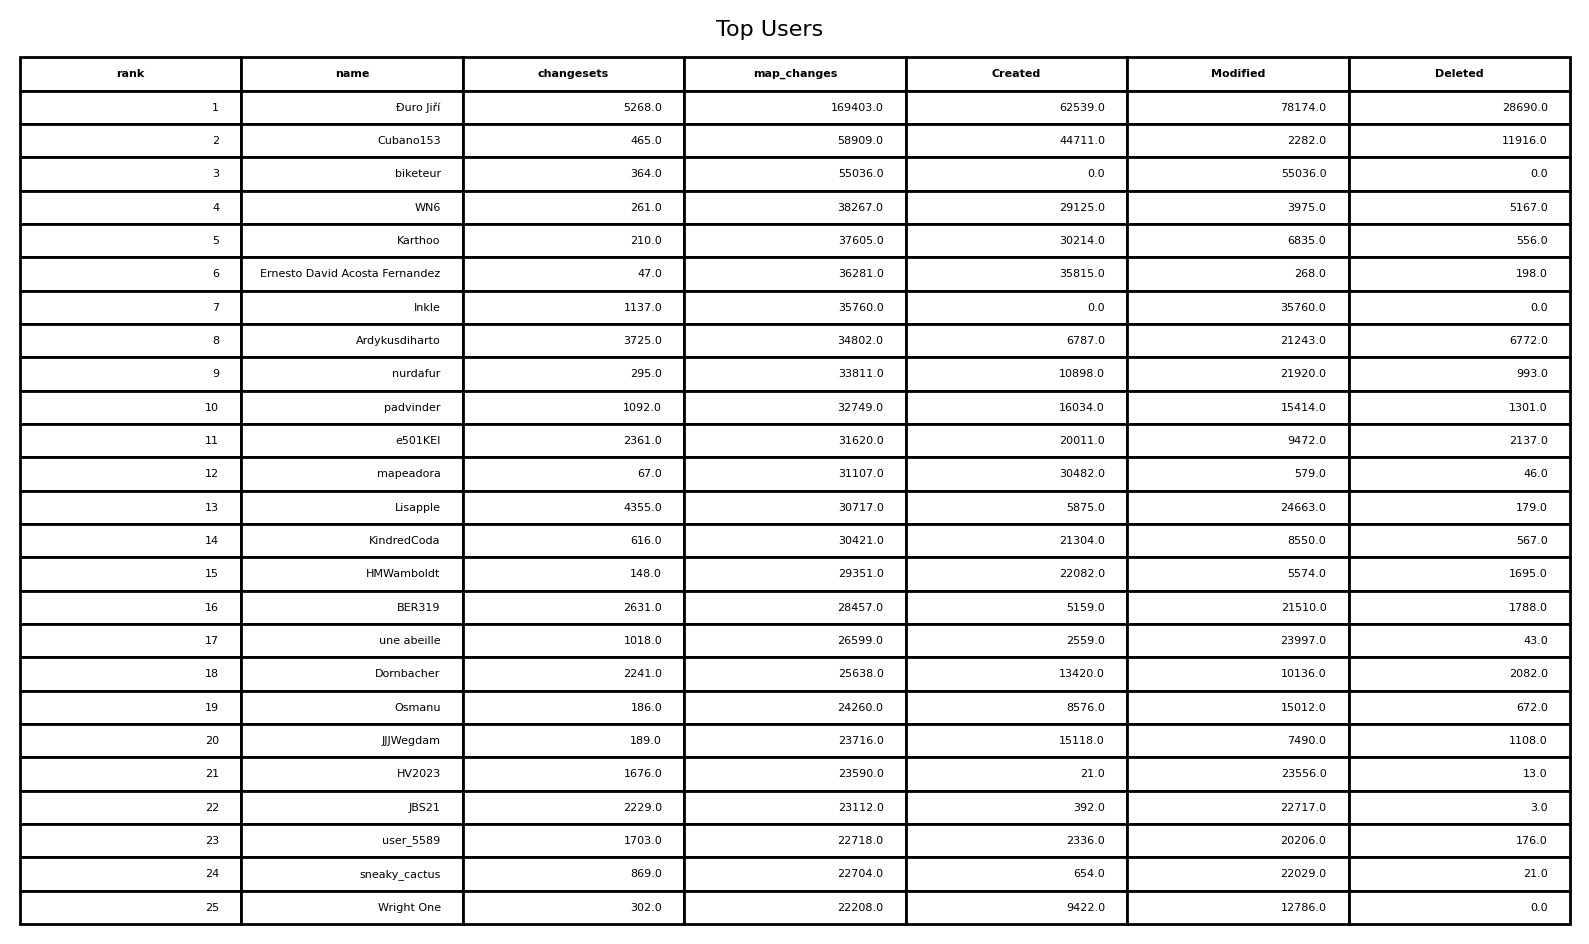 Top Users
rank name changesets map_changes Created Modified Deleted
1 Đuro Jiří 5268.0 169403.0 62539.0 78174.0 28690.0
2 Cubano153 465.0 58909.0 44711.0 2282.0 11916.0
3 biketeur 364.0 55036.0 0.0 55036.0 0.0
4 WN6 261.0 38267.0 29125.0 3975.0 5167.0
5 Karthoo 210.0 37605.0 30214.0 6835.0 556.0
6 Ernesto David Acosta Fernandez 47.0 36281.0 35815.0 268.0 198.0
7 Inkle 1137.0 35760.0 0.0 35760.0 0.0
8 Ardykusdiharto 3725.0 34802.0 6787.0 21243.0 6772.0
9 nurdafur 295.0 33811.0 10898.0 21920.0 993.0
10 padvinder 1092.0 32749.0 16034.0 15414.0 1301.0
11 e501KEI 2361.0 31620.0 20011.0 9472.0 2137.0
12 mapeadora 67.0 31107.0 30482.0 579.0 46.0
13 Lisapple 4355.0 30717.0 5875.0 24663.0 179.0
14 KindredCoda 616.0 30421.0 21304.0 8550.0 567.0
15 HMWamboldt 148.0 29351.0 22082.0 5574.0 1695.0
16 BER319 2631.0 28457.0 5159.0 21510.0 1788.0
17 une abeille 1018.0 26599.0 2559.0 23997.0 43.0
18 Dornbacher 2241.0 25638.0 13420.0 10136.0 2082.0
19 Osmanu 186.0 24260.0 8576.0 15012.0 672.0
20 JJJWegdam 189.0 23716.0 15118.0 7490.0 1108.0
21 HV2023 1676.0 23590.0 21.0 23556.0 13.0
22 JBS21 2229.0 23112.0 392.0 22717.0 3.0
23 user_5589 1703.0 22718.0 2336.0 20206.0 176.0
24 sneaky_cactus 869.0 22704.0 654.0 22029.0 21.0
25 Wright One 302.0 22208.0 9422.0 12786.0 0.0